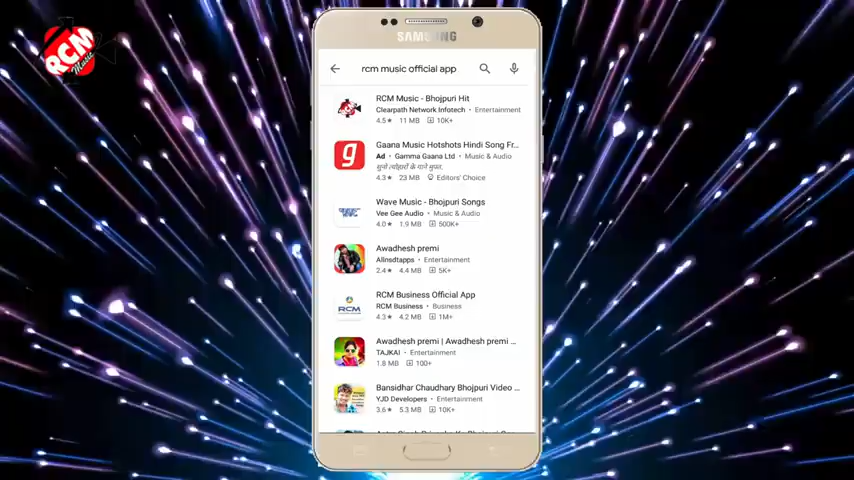 RCM
Music
SAMSUNG
rcm music official app
RCM Music - Bhojpuri Hit
Clearpath Network Infotech • Entertainment
4.5★ 11 MB 10K+
g
Gaana Music Hotshots Hindi Song Fr...
Ad • Gamma Gaana Ltd • Music & Audio
सुनो त्योहारों के गाने मुफ्त.
4.3★ 23 MB Editors' Choice
Wave Music - Bhojpuri Songs
Vee Gee Audio • Music & Audio
4.0★ 1.9 MB 500K+
Awadhesh premi
Allnsdtapps • Entertainment
2.4★ 4.4 MB 5K+
RCM Business Official App
RCM Business • Business
RCM
4.3★ 4.2 MB 1M+
Awadhesh premi | Awadhesh premi ...
TAJKAI • Entertainment
1.8 MB 100+
Bansidhar Chaudhary Bhojpuri Video ...
YJD Developers • Entertainment
3.6★ 5.3 MB 10K+